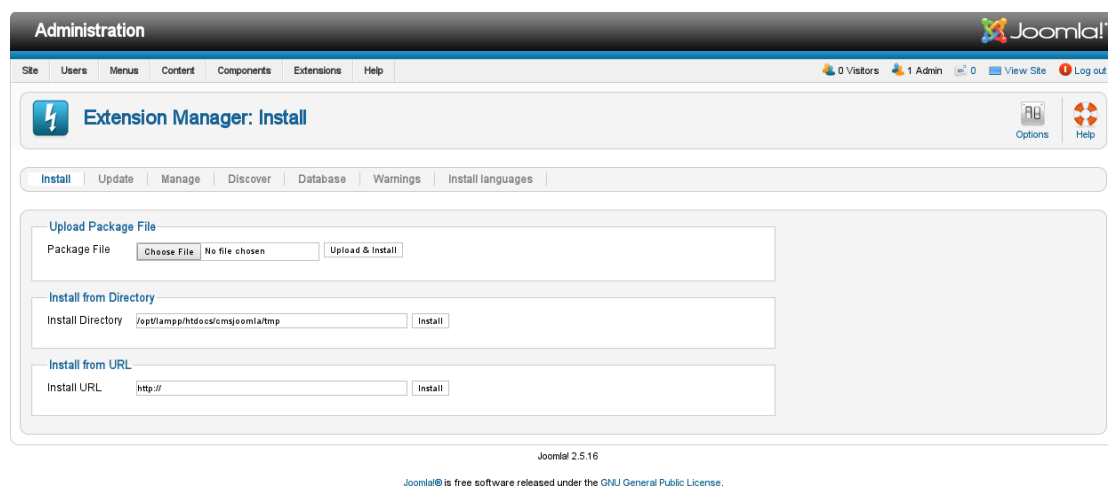 Administration
Joomla!
Site Users Menus Content Components Extensions Help 0 Visitors 1 Admin 0 View Site Log out
Extension Manager: Install
Options Help
Install Update Manage Discover Database Warnings Install languages
Upload Package File
Package File Choose File No file chosen Upload & Install
Install from Directory
Install Directory /opt/lampp/htdocs/cmsjoomla/tmp Install
Install from URL
Install URL http:// Install
Joomla! 2.5.16
Joomla!® is free software released under the GNU General Public License.